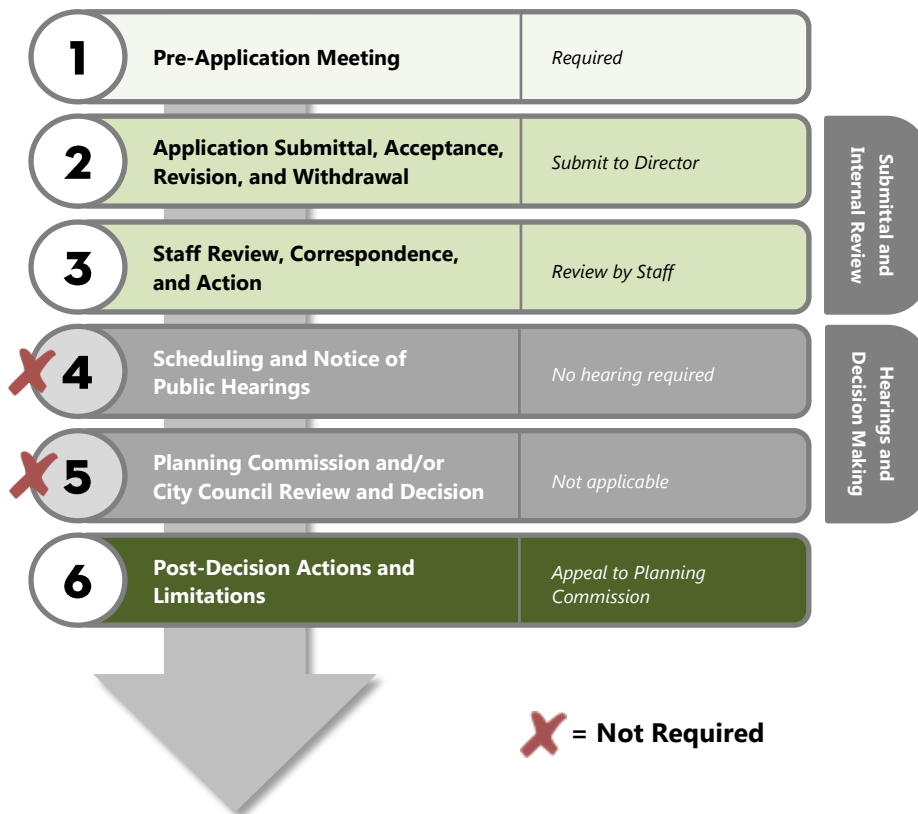 1
Pre-Application Meeting
Required
2
Application Submittal, Acceptance,
Revision, and Withdrawal
Submit to Director
3
Staff Review, Correspondence,
and Action
Review by Staff
Submittal and
Internal Review
4
Scheduling and Notice of
Public Hearings
No hearing required
5
Planning Commission and/or
City Council Review and Decision
Not applicable
Hearings and
Decision Making
6
Post-Decision Actions and
Limitations
Appeal to Planning
Commission
= Not Required